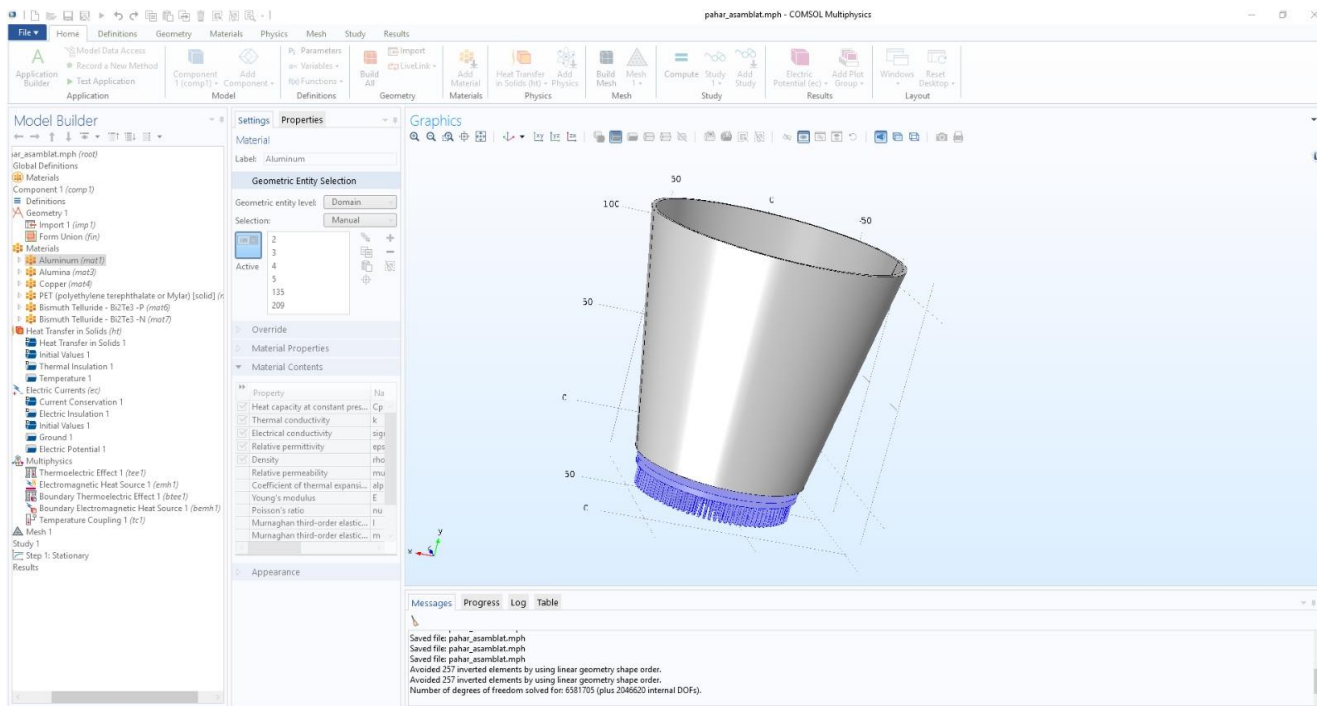 pahar_asamblat.mph - COMSOL Multiphysics
File Home Definitions Geometry Materials Physics Mesh Study Results
Application Builder
Model Data Access
Record a New Method
Test Application
Application
Component 1 (comp1)
Add Component
Model
Pi Parameters
a= Variables
f(x) Functions
Definitions
Build All
Import
LiveLink
Geometry
Add Material
Materials
Heat Transfer in Solids (ht)
Add Physics
Physics
Build Mesh
Mesh 1
Mesh
Compute
Study 1
Add Study
Study
Electric Potential (ec)
Add Plot Group
Results
Windows
Reset Desktop
Layout
Model Builder
ar_asamblat.mph (root)
Global Definitions
Materials
Component 1 (comp1)
Definitions
Geometry 1
Import 1 (imp1)
Form Union (fin)
Materials
Aluminum (mat1)
Alumina (mat3)
Copper (mat4)
PET (polyethylene terephthalate or Mylar) [solid] (n
Bismuth Telluride - Bi2Te3 -P (mat6)
Bismuth Telluride - Bi2Te3 -N (mat7)
Heat Transfer in Solids (ht)
Heat Transfer in Solids 1
Initial Values 1
Thermal Insulation 1
Temperature 1
Electric Currents (ec)
Current Conservation 1
Electric Insulation 1
Initial Values 1
Ground 1
Electric Potential 1
Multiphysics
Thermoelectric Effect 1 (tee1)
Electromagnetic Heat Source 1 (emh1)
Boundary Thermoelectric Effect 1 (btee1)
Boundary Electromagnetic Heat Source 1 (bemh1)
Temperature Coupling 1 (tc1)
Mesh 1
Study 1
Step 1: Stationary
Results
Settings Properties
Material
Label: Aluminum
Geometric Entity Selection
Geometric entity level: Domain
Selection: Manual
Active
2
3
4
5
135
209
Override
Material Properties
Material Contents
Property Na
Heat capacity at constant pres... Cp
Thermal conductivity k
Electrical conductivity sig
Relative permittivity eps
Density rho
Relative permeability mu
Coefficient of thermal expansi... alp
Young's modulus E
Poisson's ratio nu
Murnaghan third-order elastic... l
Murnaghan third-order elastic... m
Appearance
Graphics
50
100
0
-50
50
0
50
0
y
x
Messages Progress Log Table
Saved file: pahar_asamblat.mph
Saved file: pahar_asamblat.mph
Saved file: pahar_asamblat.mph
Avoided 257 inverted elements by using linear geometry shape order.
Avoided 257 inverted elements by using linear geometry shape order.
Number of degrees of freedom solved for: 6581705 (plus 2046620 internal DOFs).